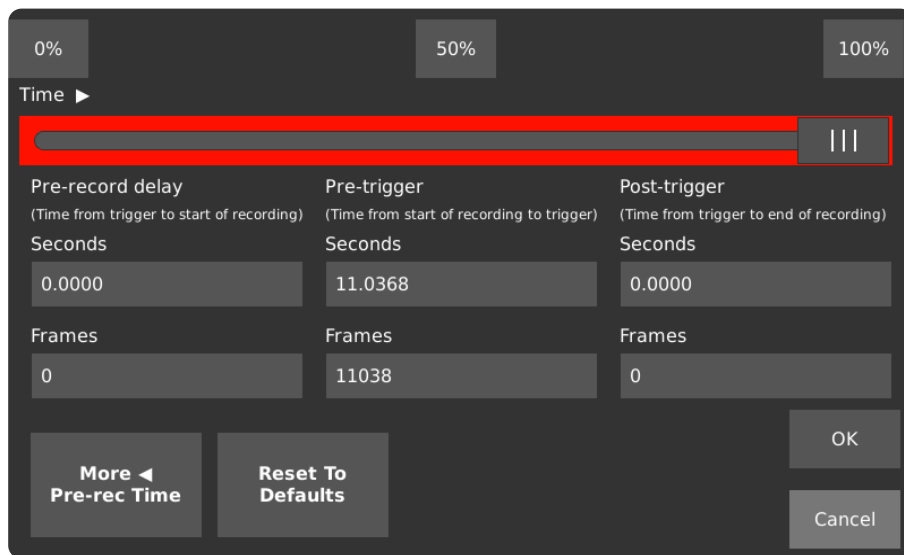 0% 50% 100%
Time ▶
Pre-record delay Pre-trigger Post-trigger
(Time from trigger to start of recording) (Time from start of recording to trigger) (Time from trigger to end of recording)
Seconds Seconds Seconds
0.0000 11.0368 0.0000
Frames Frames Frames
0 11038 0
OK
More ◀
Pre-rec Time
Reset To
Defaults
Cancel